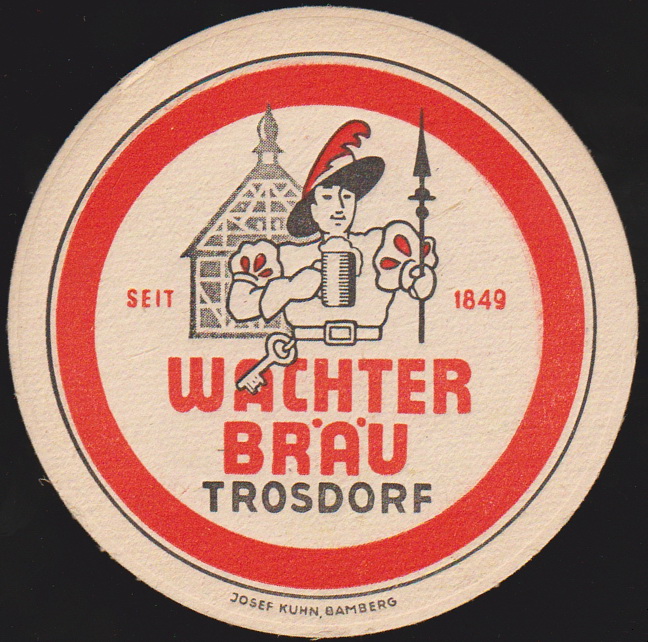 SEIT 1849
WACHTER
BRÄU
TROSDORF
JOSEF KUHN, BAMBERG